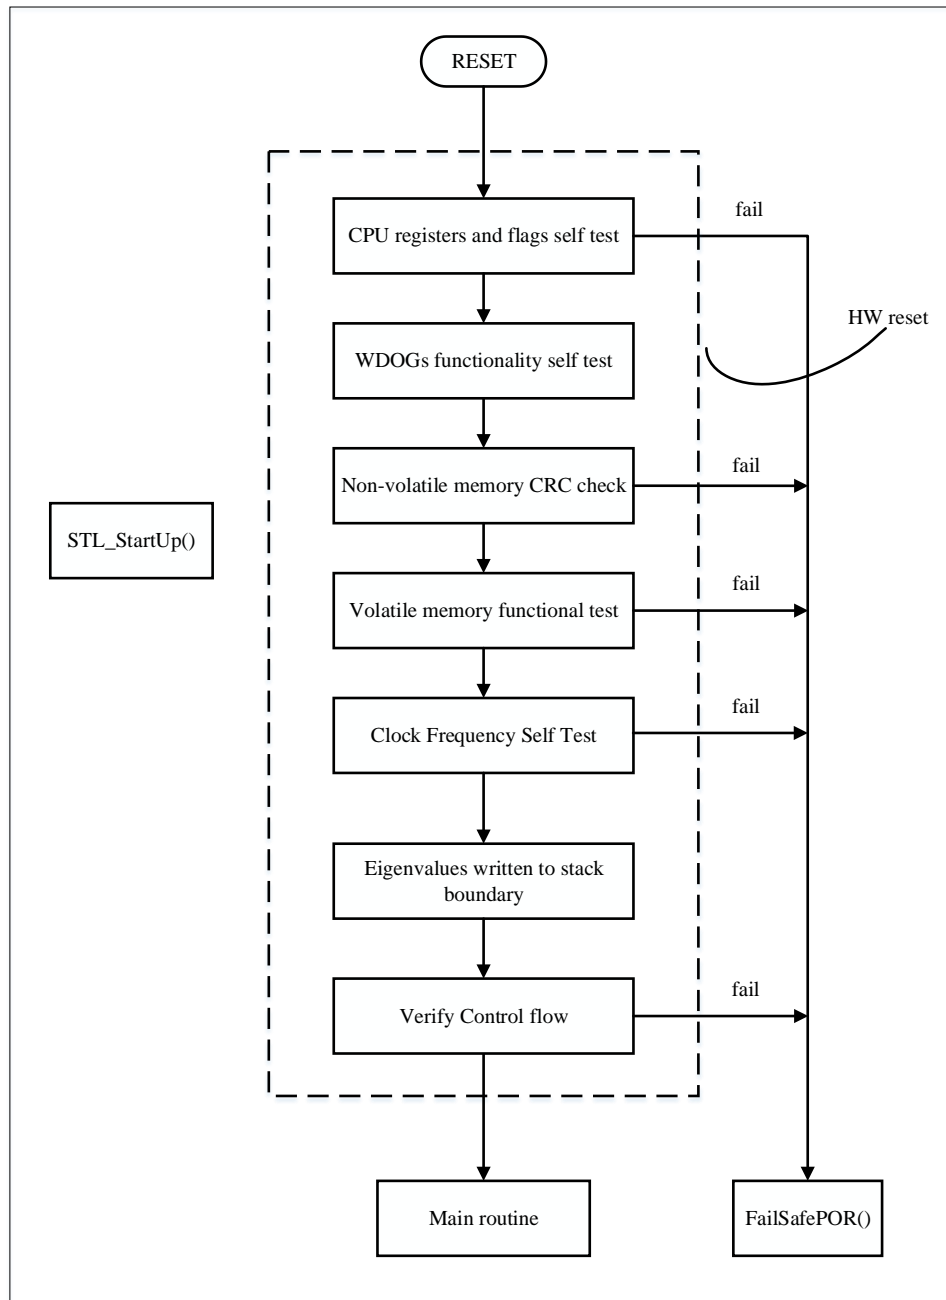 RESET
CPU registers and flags self test
fail
WDOGs functionality self test
HW reset
Non-volatile memory CRC check
fail
STL_StartUp()
Volatile memory functional test
fail
Clock Frequency Self Test
fail
Eigenvalues written to stack
boundary
Verify Control flow
fail
Main routine
FailSafePOR()